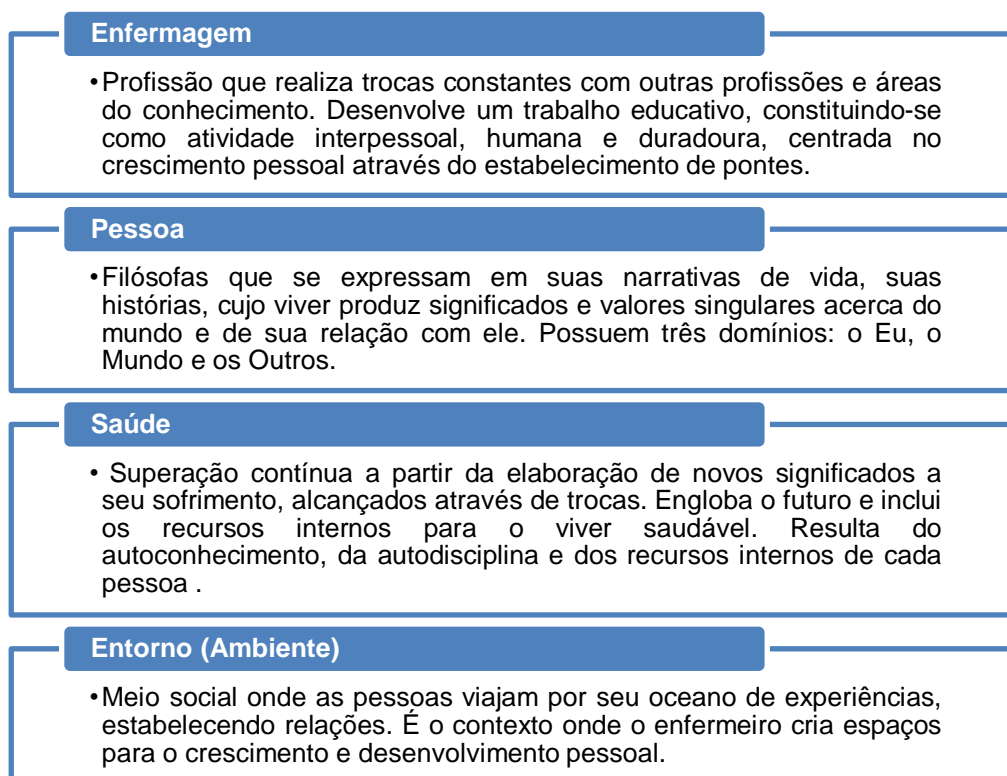 Enfermagem
•Profissão que realiza trocas constantes com outras profissões e áreas
do conhecimento. Desenvolve um trabalho educativo, constituindo-se
como atividade interpessoal, humana e duradoura, centrada no
crescimento pessoal através do estabelecimento de pontes.
Pessoa
•Filósofas que se expressam em suas narrativas de vida, suas
histórias, cujo viver produz significados e valores singulares acerca do
mundo e de sua relação com ele. Possuem três domínios: o Eu, o
Mundo e os Outros.
Saúde
• Superação contínua a partir da elaboração de novos significados a
seu sofrimento, alcançados através de trocas. Engloba o futuro e inclui
os recursos internos para o viver saudável. Resulta do
autoconhecimento, da autodisciplina e dos recursos internos de cada
pessoa .
Entorno (Ambiente)
•Meio social onde as pessoas viajam por seu oceano de experiências,
estabelecendo relações. É o contexto onde o enfermeiro cria espaços
para o crescimento e desenvolvimento pessoal.